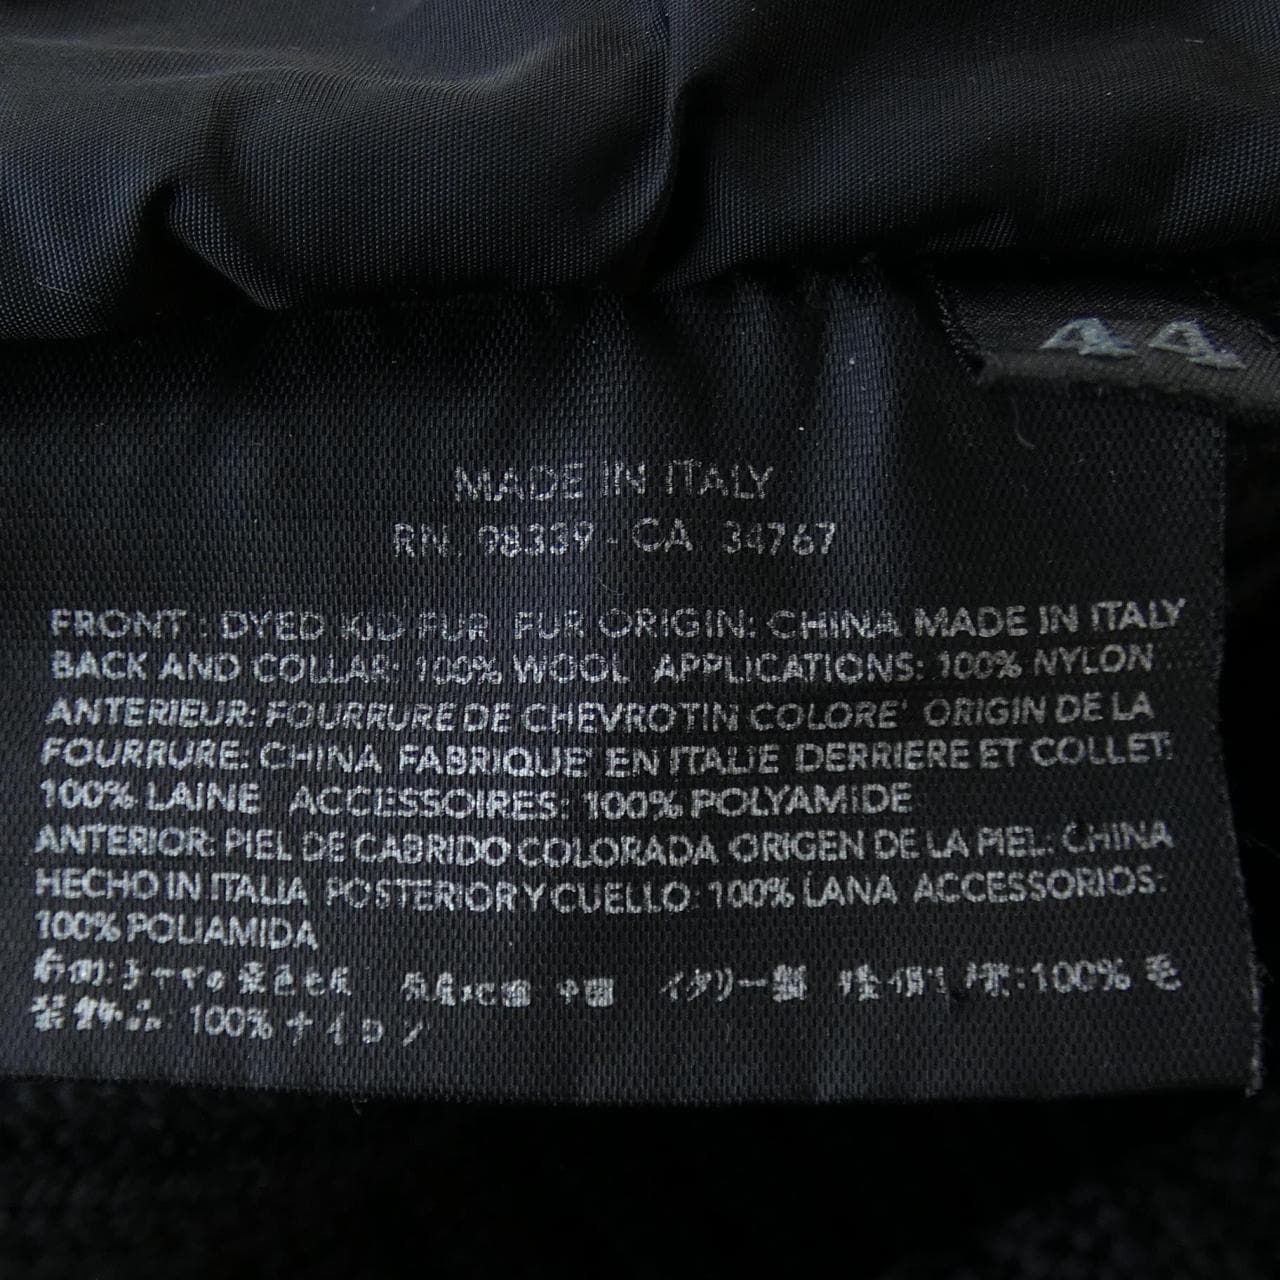 44
MADE IN ITALY
RN. 98339 - CA 34767
FRONT : DYED KID FUR FUR ORIGIN: CHINA MADE IN ITALY
BACK AND COLLAR: 100% WOOL APPLICATIONS: 100% NYLON
ANTERIEUR: FOURRURE DE CHEVROTIN COLORE' ORIGIN DE LA
FOURRURE: CHINA FABRIQUE' EN ITALIE DERRIERE ET COLLET:
100% LAINE ACCESSOIRES: 100% POLYAMIDE
ANTERIOR: PIEL DE CABRIDO COLORADA ORIGEN DE LA PIEL: CHINA
HECHO IN ITALIA POSTERIOR Y CUELLO: 100% LANA ACCESSORIOS:
100% POLIAMIDA
中国 イタリー製 :100% 毛
100% ナイロン